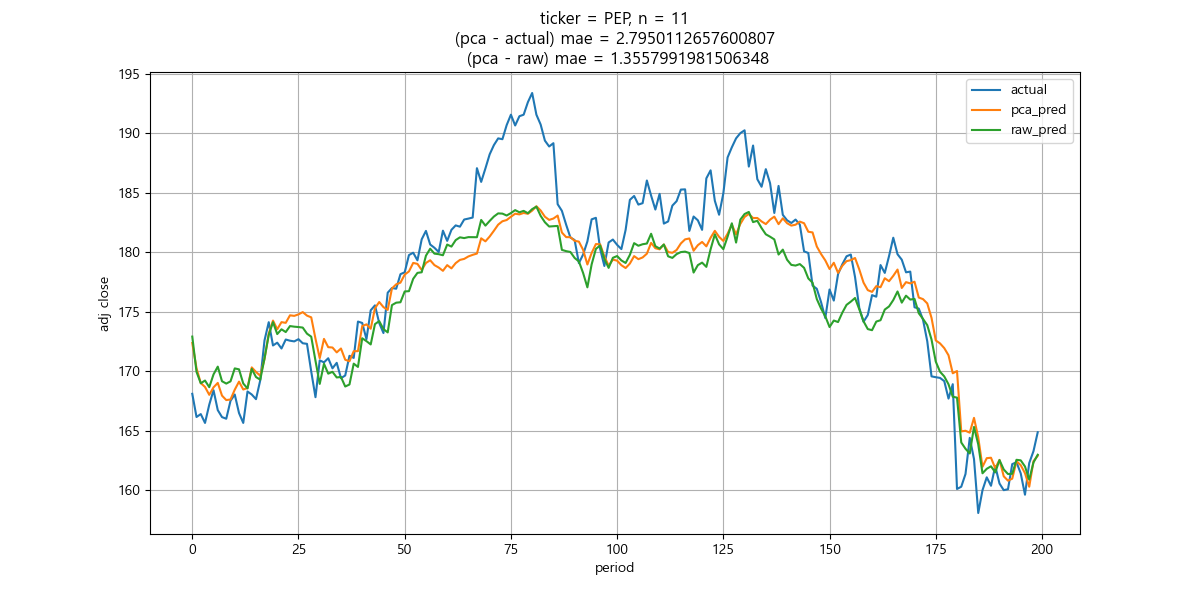 ticker = PEP, n = 11
(pca - actual) mae = 2.7950112657600807
(pca - raw) mae = 1.3557991981506348
195
190
185
180
175
170
165
160
adj close
actual
pca_pred
raw_pred
0
25
50
75
100
125
150
175
200
period